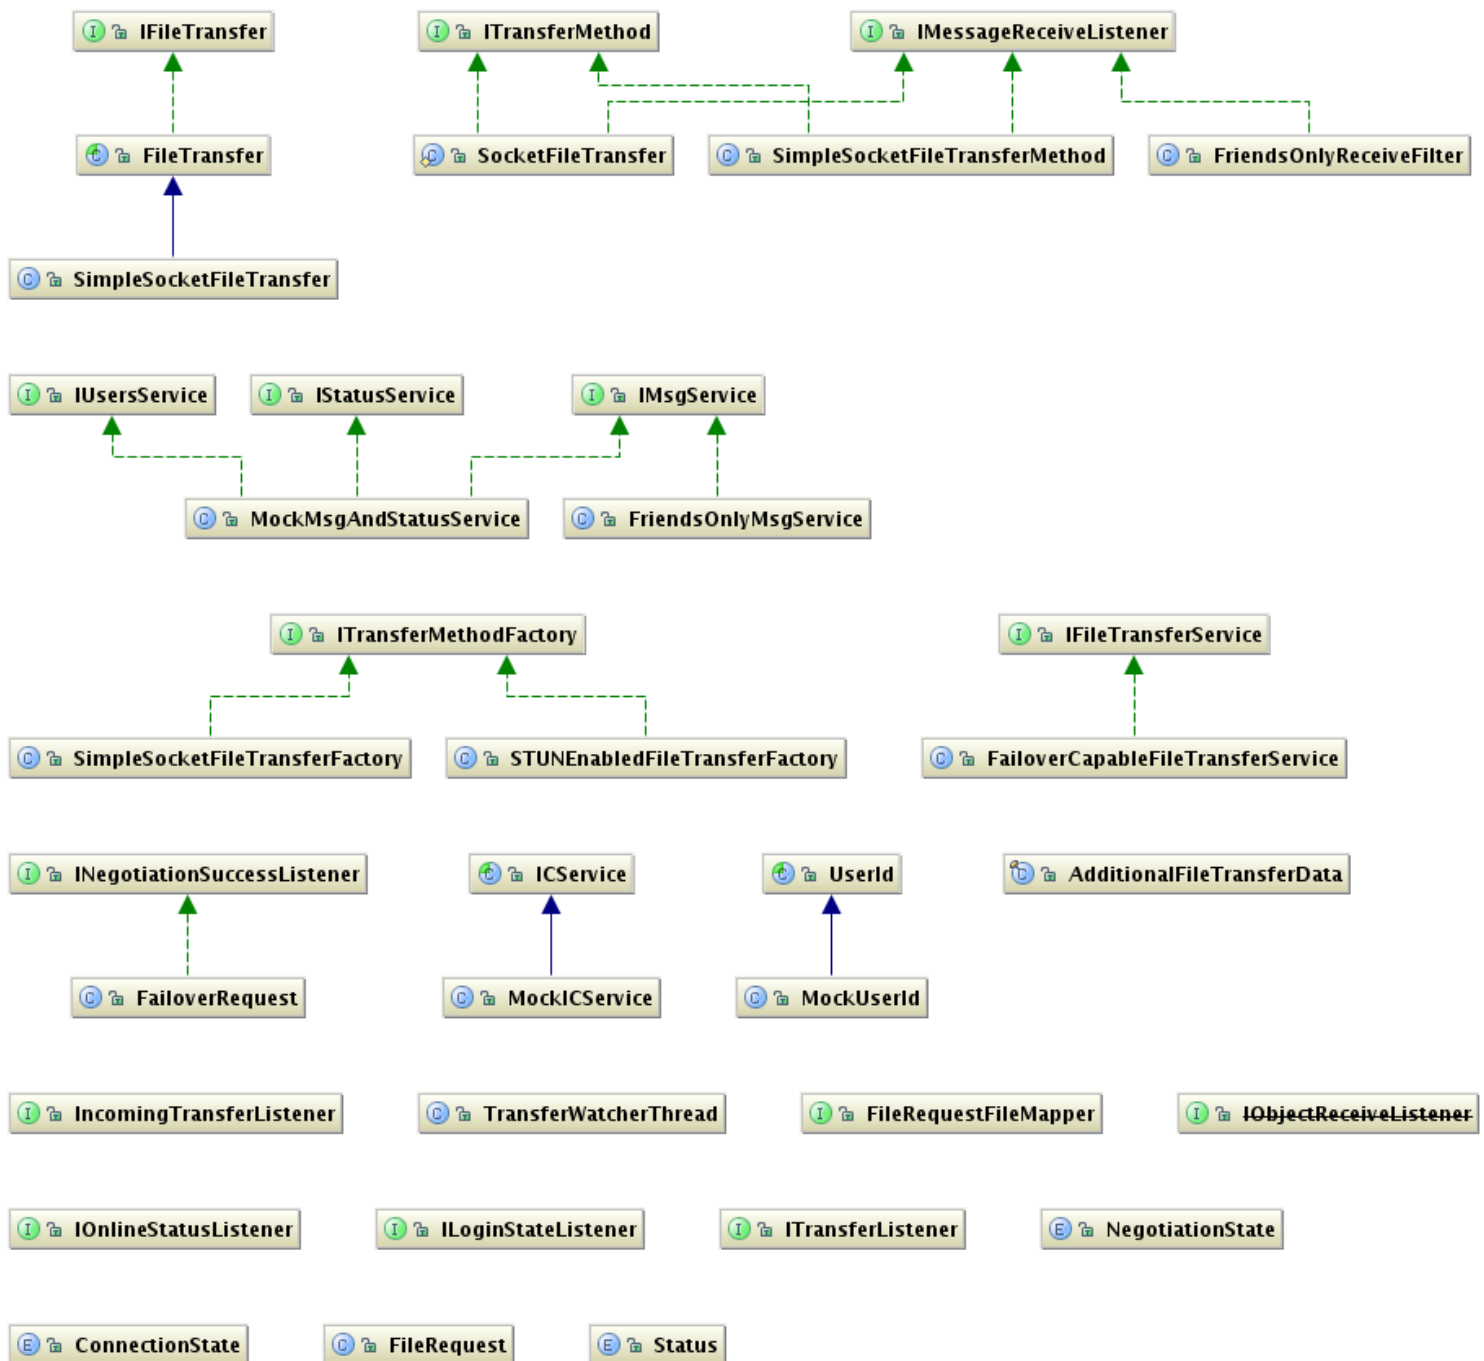 IFileTransfer
ITransferMethod
IMessageReceiveListener
FileTransfer
SocketFileTransfer
SimpleSocketFileTransferMethod
FriendsOnlyReceiveFilter
SimpleSocketFileTransfer
IUsersService
IStatusService
IMsgService
MockMsgAndStatusService
FriendsOnlyMsgService
ITransferMethodFactory
IFileTransferService
SimpleSocketFileTransferFactory
STUNEnabledFileTransferFactory
FailoverCapableFileTransferService
INegotiationSuccessListener
ICService
UserId
AdditionalFileTransferData
FailoverRequest
MockICService
MockUserId
IncomingTransferListener
TransferWatcherThread
FileRequestFileMapper
IObjectReceiveListener
IOnlineStatusListener
ILoginStateListener
ITransferListener
NegotiationState
ConnectionState
FileRequest
Status